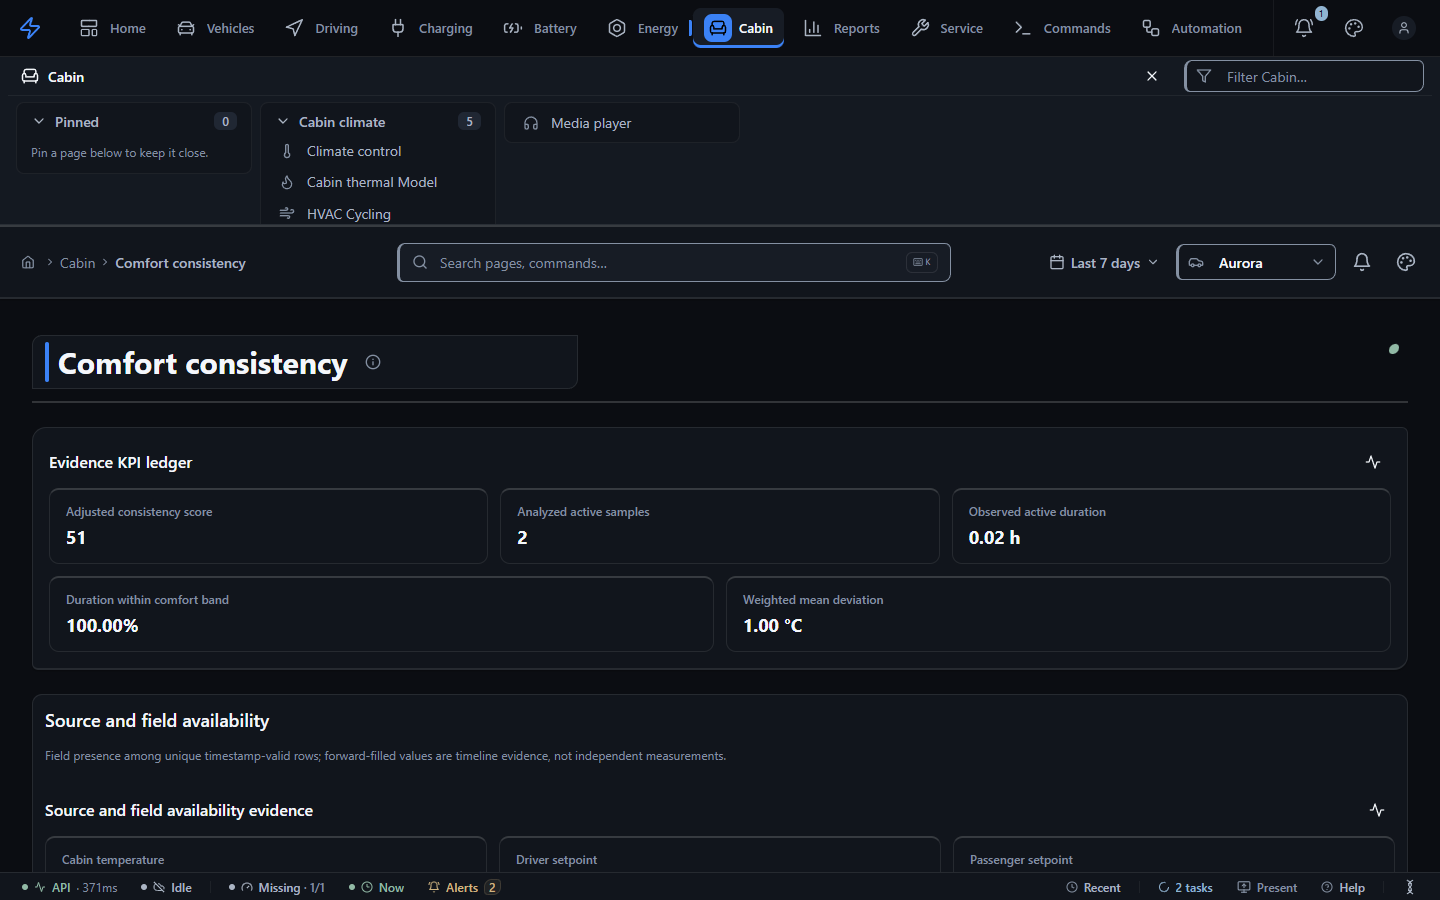 Home
Vehicles
Driving
Charging
Battery
Energy
Cabin
Reports
Service
Commands
Automation
1
Cabin
Filter Cabin...
Pinned
0
Pin a page below to keep it close.
Cabin climate
5
Climate control
Cabin thermal Model
HVAC Cycling
Media player
Cabin
Comfort consistency
Search pages, commands...
K
Last 7 days
Aurora
Comfort consistency
Evidence KPI ledger
Adjusted consistency score
51
Analyzed active samples
2
Observed active duration
0.02 h
Duration within comfort band
100.00%
Weighted mean deviation
1.00 °C
Source and field availability
Field presence among unique timestamp-valid rows; forward-filled values are timeline evidence, not independent measurements.
Source and field availability evidence
Cabin temperature
Driver setpoint
Passenger setpoint
API · 371ms
Idle
Missing · 1/1
Now
Alerts 2
Recent
2 tasks
Present
Help